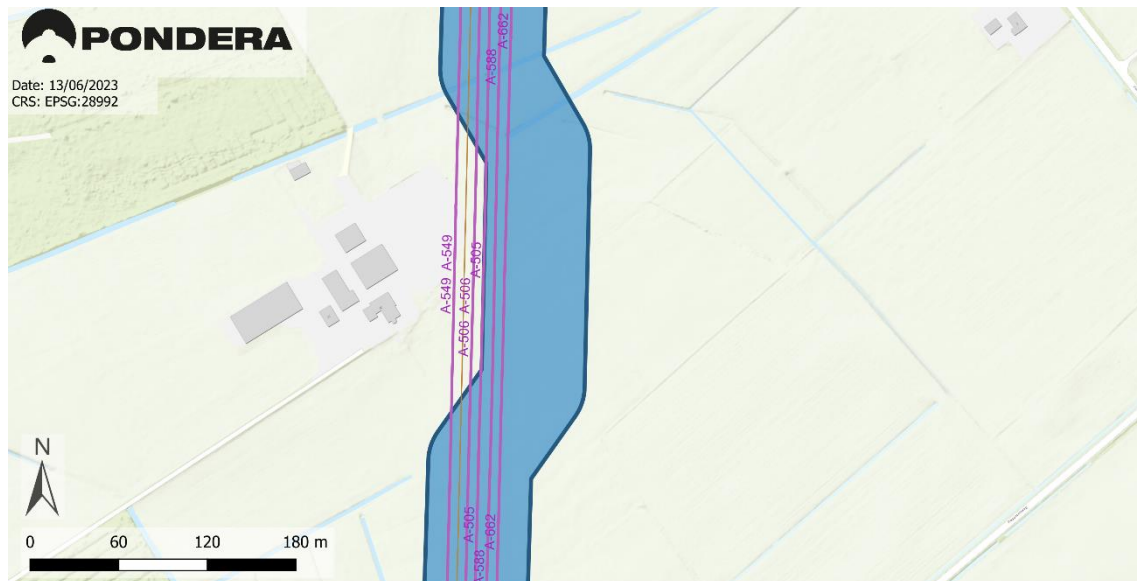 PONDERA
Date: 13/06/2023
CRS: EPSG:28992
A-662
A-588
A-549
A-505
A-549
A-506
A-506
A-505
A-662
A-588
N
0 60 120 180 m